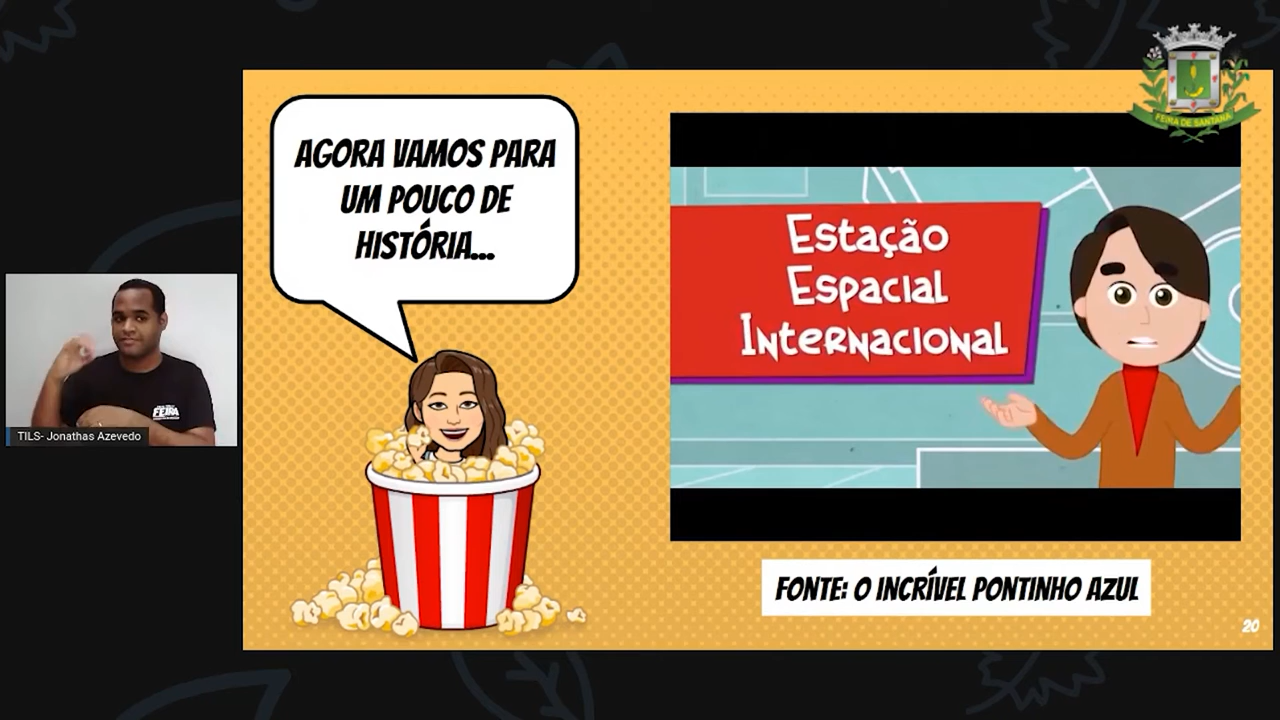 FEIRA DE SANTANA
AGORA VAMOS PARA
UM POUCO DE
HISTÓRIA...
Estação
Espacial
Internacional
FEIRA
TILS- Jonathas Azevedo
FONTE: O INCRÍVEL PONTINHO AZUL
20